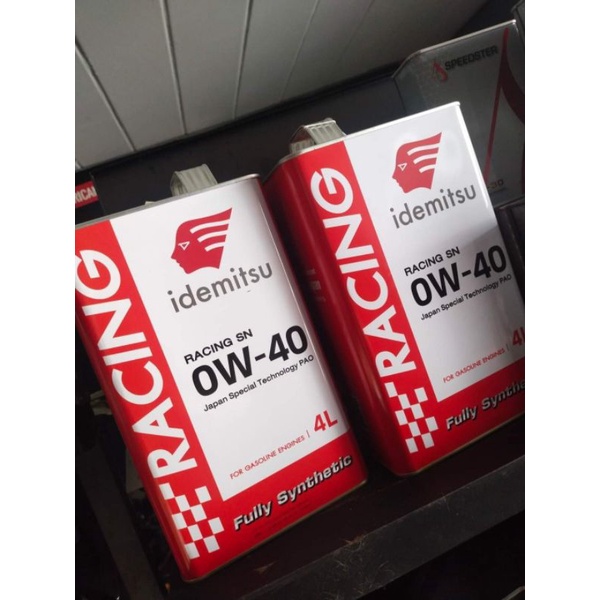 RACING
idemitsu
RACING SN
0W-40
Japan Special Technology PAO
FOR GASOLINE ENGINES | 4L
Fully Synthetic
RACING
idemitsu
RACING SN
0W-40
Japan Special Technology PAO
FOR GASOLINE ENGINES | 4L
Fully Synthe
SPEEDSTER